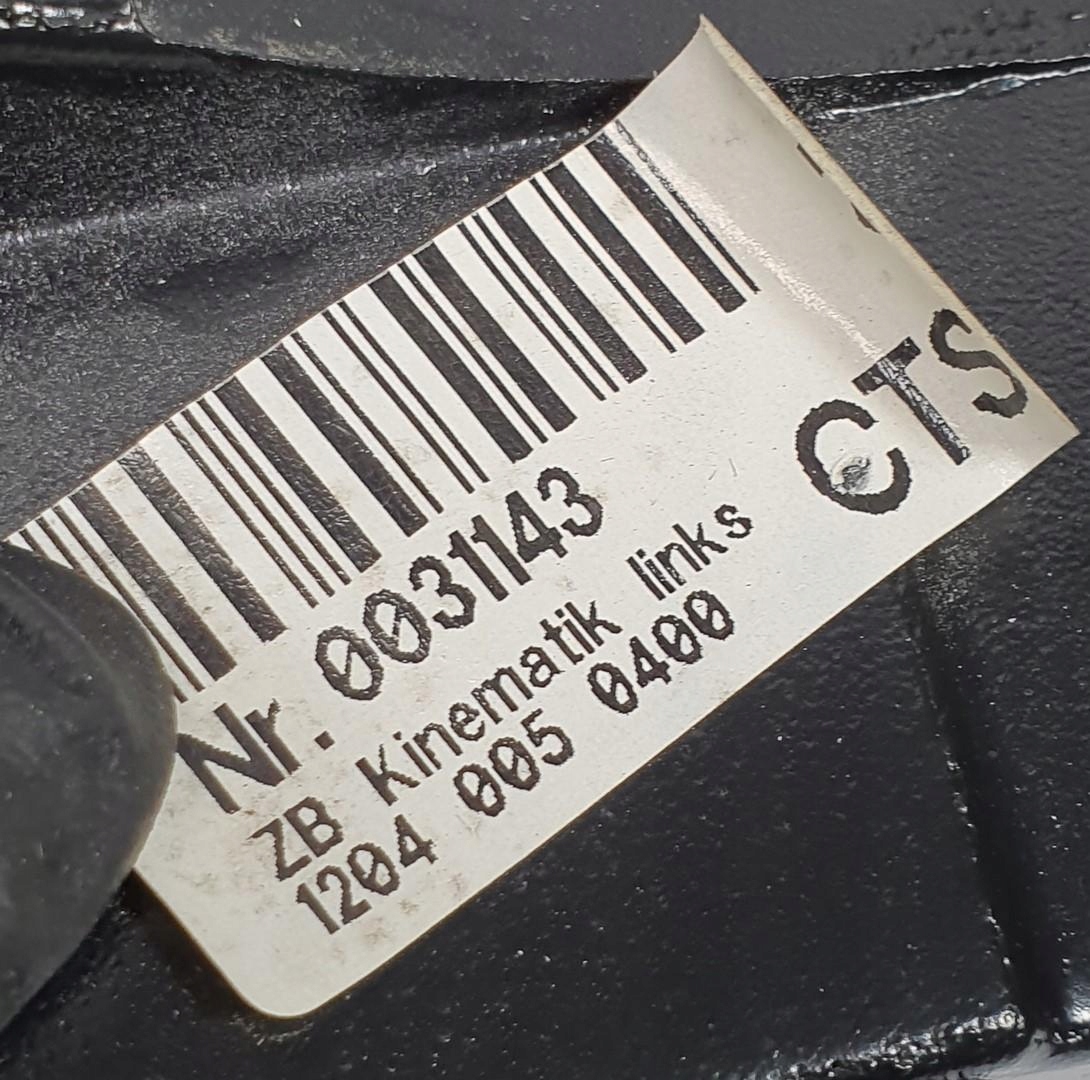 Nr. 0031143
ZB Kinematik links
1204 005 0400
CTS